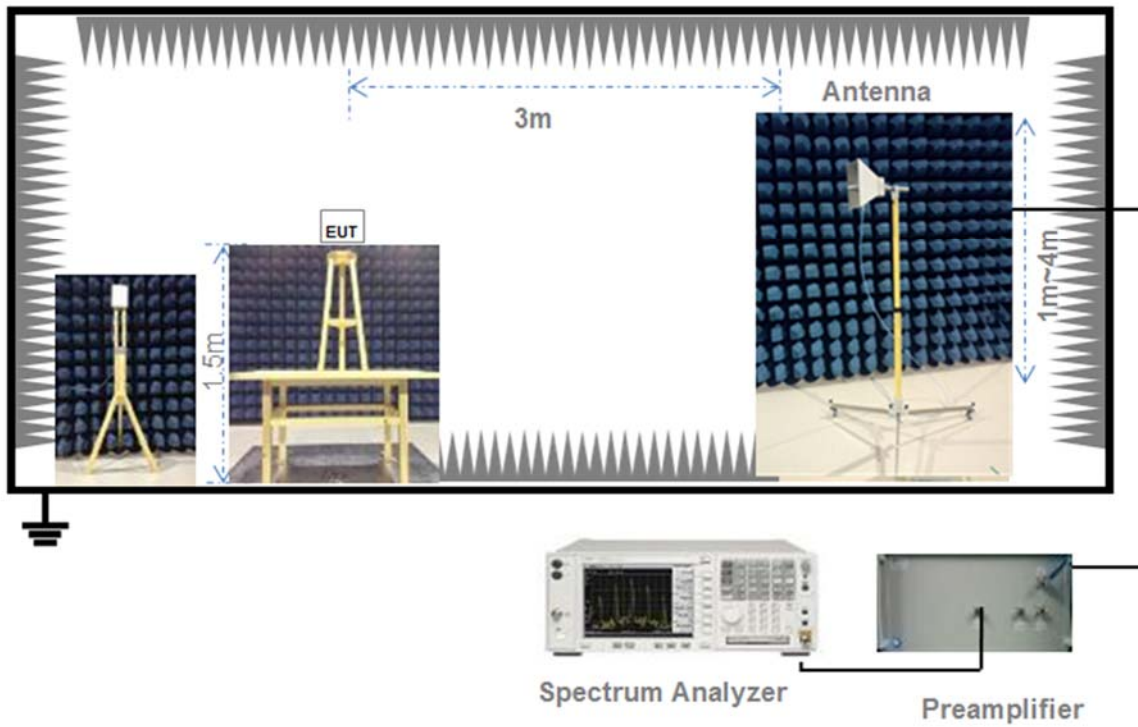 Antenna
3m
EUT
1.5m
1m~4m
Spectrum Analyzer
Preamplifier